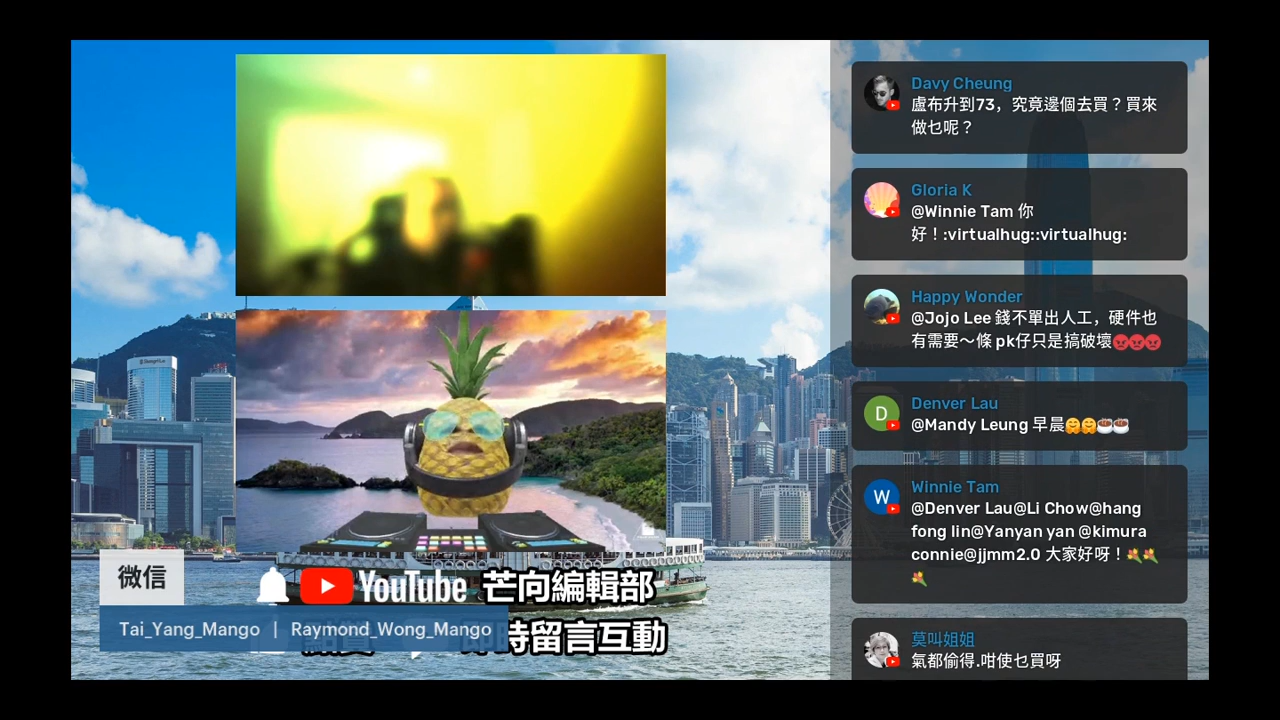 Davy Cheung
盧布升到73，究竟邊個去買？買來
做乜呢？
Gloria K
@Winnie Tam 你
好！:virtualhug::virtualhug:
Happy Wonder
@Jojo Lee 錢不單出人工，硬件也
有需要～條 pk仔只是搞破壞😡😡😡
Denver Lau
D
@Mandy Leung 早晨🤗🤗☕☕
Winnie Tam
W
@Denver Lau@Li Chow@hang
fong lin@Yanyan yan @kimura
connie@jjmm2.0 大家好呀！💐💐
💐
莫叫姐姐
氣都偷得.咁使乜買呀
微信
YouTube 芒向編輯部
Tai_Yang_Mango | Raymond_Wong_Mango
時留言互動